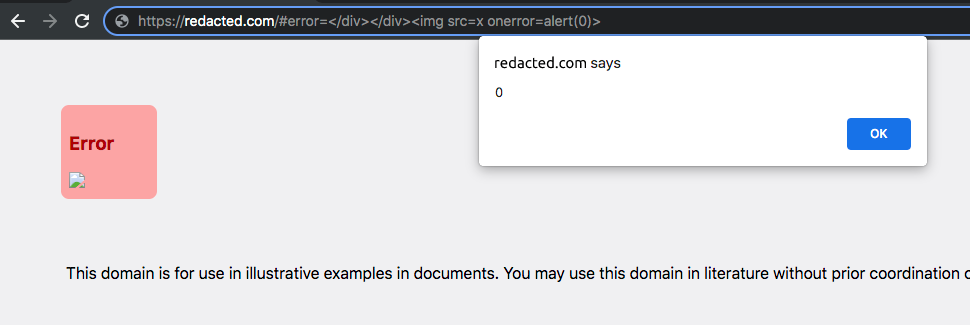 https://redacted.com/#error=</div></div><img src=x onerror=alert(0)>
redacted.com says
0
OK
Error
This domain is for use in illustrative examples in documents. You may use this domain in literature without prior coordination